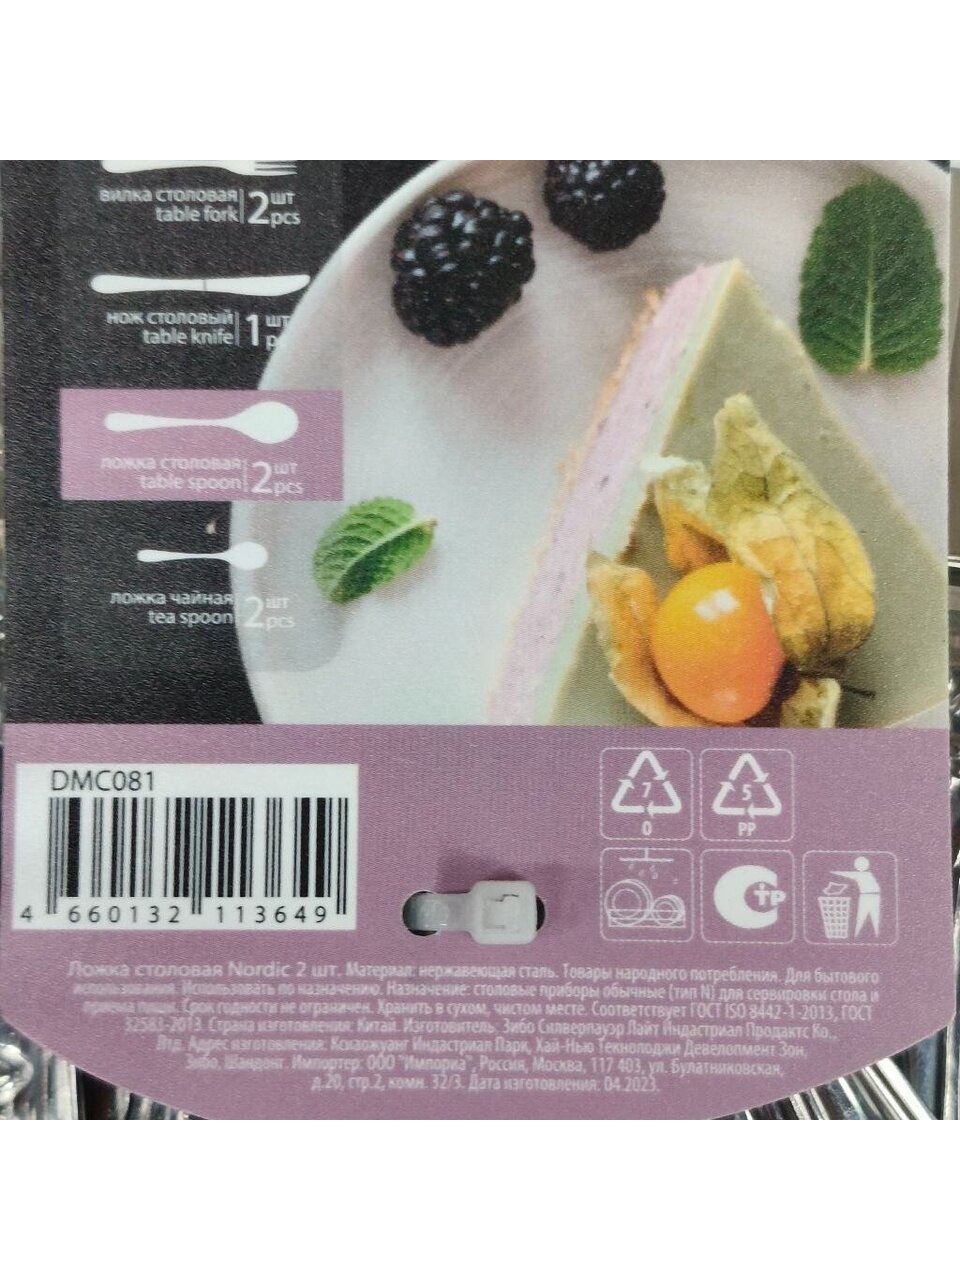 вилка столовая 2 шт
table fork 2 pcs
нож столовый 1 шт
table knife
ложка столовая 2 шт
table spoon 2 pcs
ложка чайная 2 шт
tea spoon 2 pcs
DMC081
4 660132 113649
7 5
O PP
Ложка столовая Nordic 2 шт. Материал: нержавеющая сталь. Товары народного потребления. Для бытового
использования. Использовать по назначению. Назначение: столовые приборы обычные (тип N) для сервировки стола и
приема пищи. Срок годности не ограничен. Хранить в сухом, чистом месте. Соответствует ГОСТ ISO 8442-1-2013, ГОСТ
32583-2013. Страна изготовления: Китай. Изготовитель: Зибо Силверпауэр Лайт Индастриал Продактс Ко.,
Лтд. Адрес изготовления: Ксиаожуанг Индастриал Парк, Хай-Нью Текнолоджи Девелопмент Зон,
Зибо, Шандонг. Импортер: ООО "Импориа", Россия, Москва, 117 403, ул. Булатниковская,
д.20, стр.2, комн. 32/3. Дата изготовления: 04.2023.